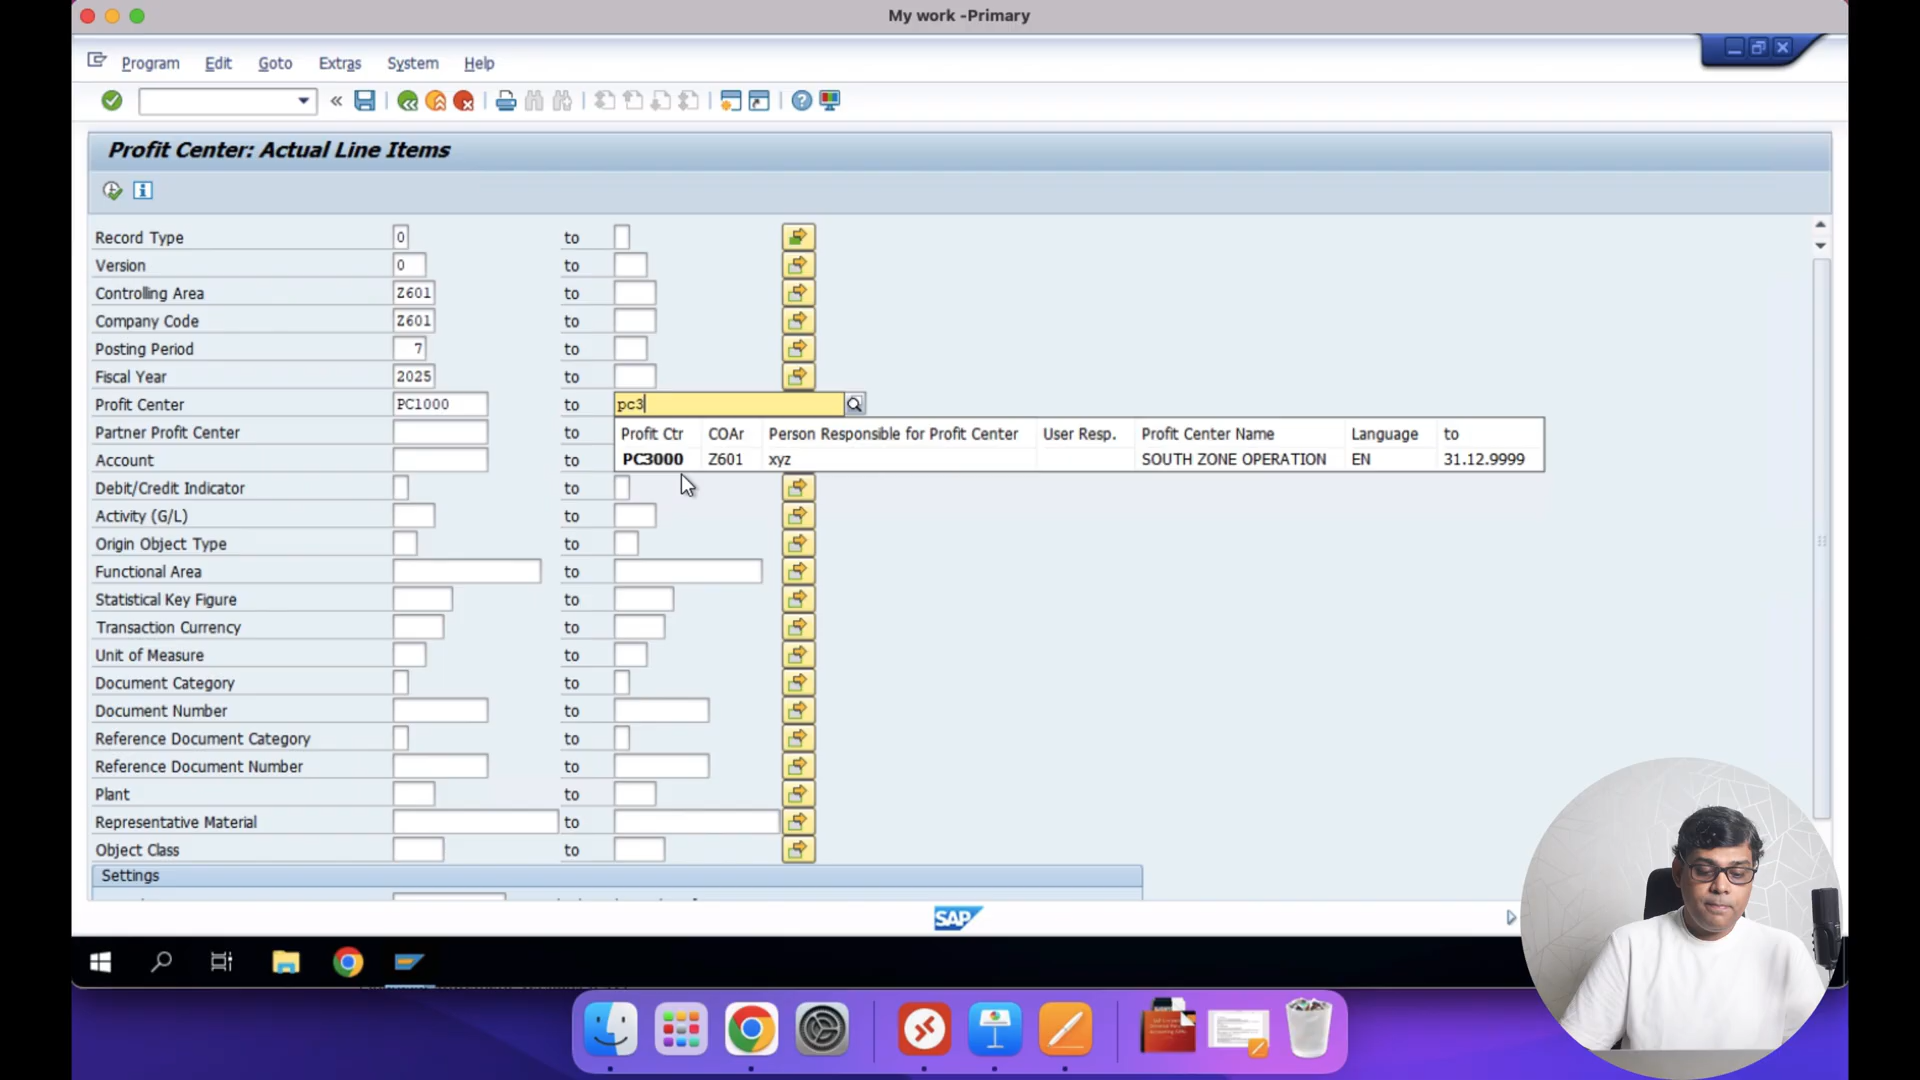 My work -Primary
Program Edit Goto Extras System Help
Profit Center: Actual Line Items
Record Type 0 to
Version 0 to
Controlling Area Z601 to
Company Code Z601 to
Posting Period 7 to
Fiscal Year 2025 to
Profit Center PC1000 to pc3
Partner Profit Center to
Profit Ctr COAr Person Responsible for Profit Center User Resp. Profit Center Name Language to
Account to
PC3000 Z601 xyz SOUTH ZONE OPERATION EN 31.12.9999
Debit/Credit Indicator to
Activity (G/L) to
Origin Object Type to
Functional Area to
Statistical Key Figure to
Transaction Currency to
Unit of Measure to
Document Category to
Document Number to
Reference Document Category to
Reference Document Number to
Plant to
Representative Material to
Object Class to
Settings
SAP